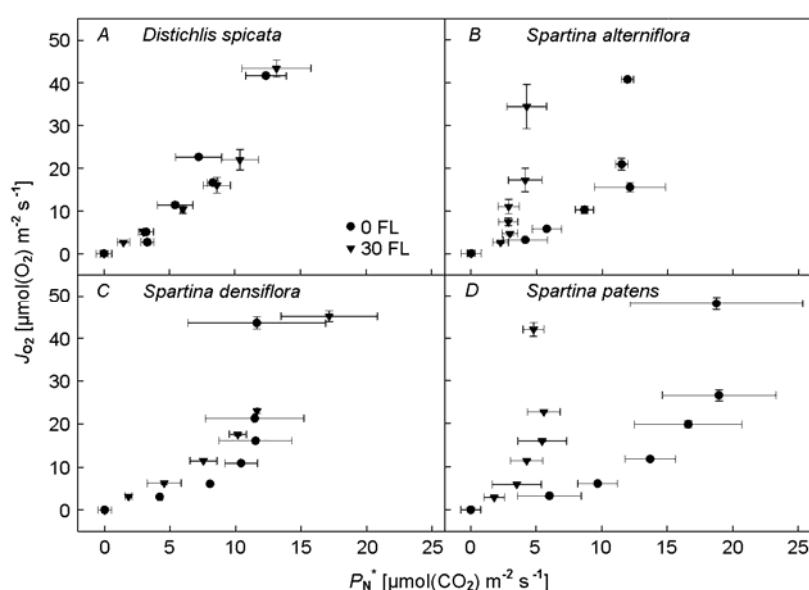 A Distichlis spicata
B Spartina alterniflora
50
40
30
20
10
0
● 0 FL
▼ 30 FL
C Spartina densiflora
D Spartina patens
50
40
30
20
10
0
0 5 10 15 20 25 0 5 10 15 20 25
J_O₂ [µmol(O₂) m⁻² s⁻¹]
P_N* [µmol(CO₂) m⁻² s⁻¹]